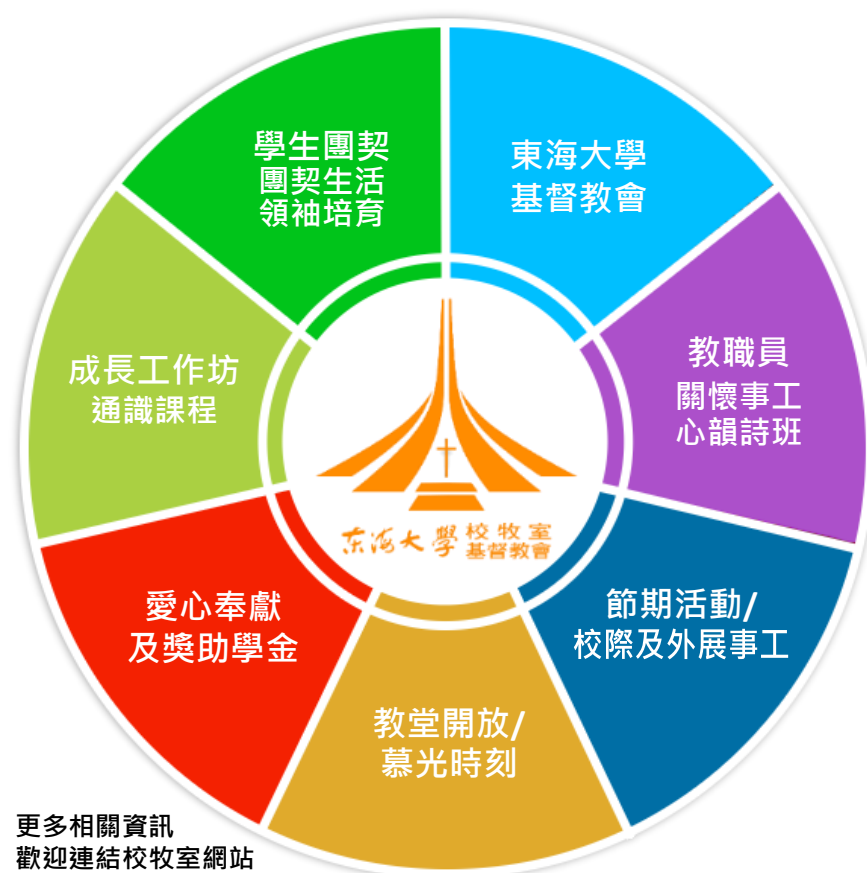 學生團契
團契生活
領袖培育
東海大學
基督教會
成長工作坊
通識課程
教職員
關懷事工
心韻詩班
东海大學 校牧室
基督教會
愛心奉獻
及獎助學金
節期活動/
校際及外展事工
教堂開放/
慕光時刻
更多相關資訊
歡迎連結校牧室網站